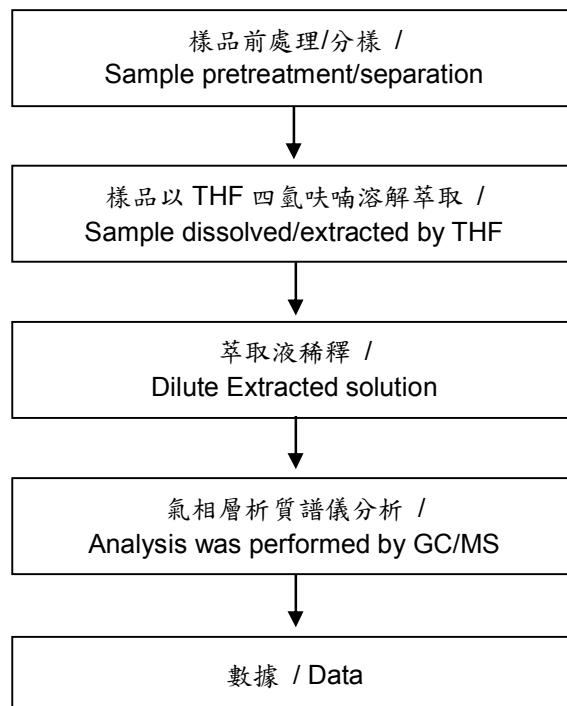 樣品前處理/分樣 /
Sample pretreatment/separation
樣品以 THF 四氫呋喃溶解萃取 /
Sample dissolved/extracted by THF
萃取液稀釋 /
Dilute Extracted solution
氣相層析質譜儀分析 /
Analysis was performed by GC/MS
數據 / Data